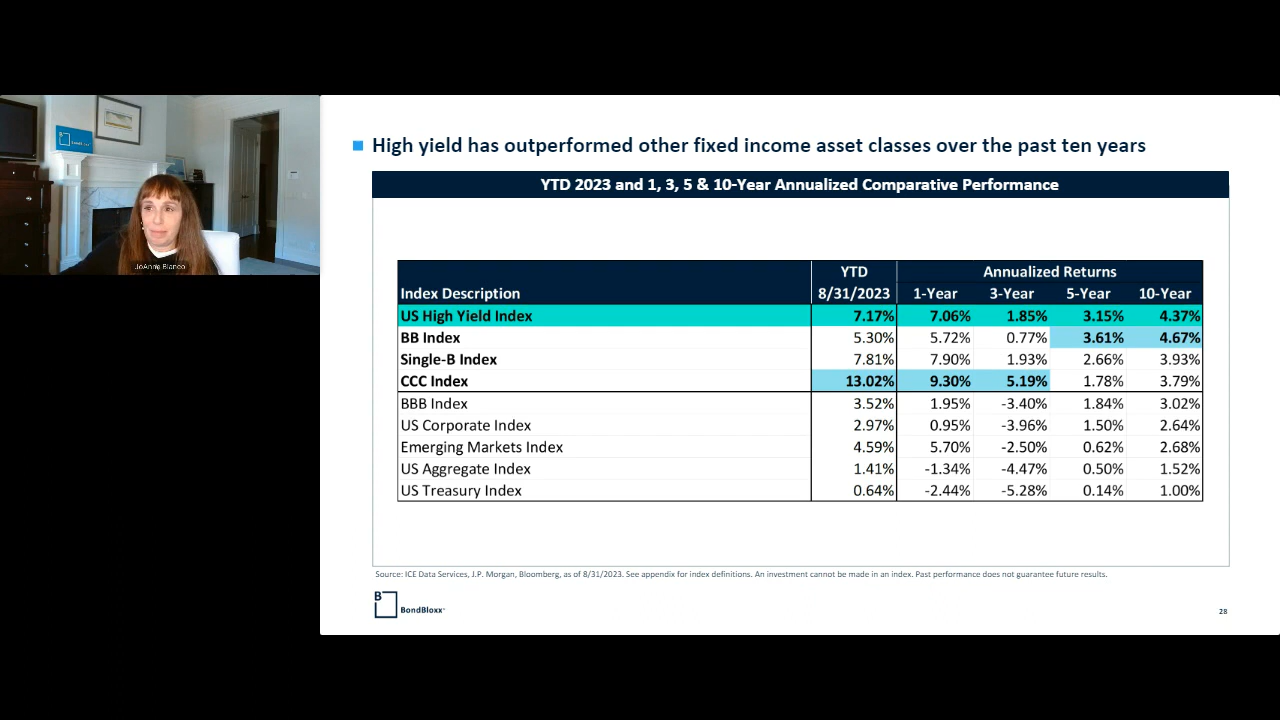 JoAnne Bianco
High yield has outperformed other fixed income asset classes over the past ten years
YTD 2023 and 1, 3, 5 & 10-Year Annualized Comparative Performance
YTD Annualized Returns
Index Description 8/31/2023 1-Year 3-Year 5-Year 10-Year
US High Yield Index 7.17% 7.06% 1.85% 3.15% 4.37%
BB Index 5.30% 5.72% 0.77% 3.61% 4.67%
Single-B Index 7.81% 7.90% 1.93% 2.66% 3.93%
CCC Index 13.02% 9.30% 5.19% 1.78% 3.79%
BBB Index 3.52% 1.95% -3.40% 1.84% 3.02%
US Corporate Index 2.97% 0.95% -3.96% 1.50% 2.64%
Emerging Markets Index 4.59% 5.70% -2.50% 0.62% 2.68%
US Aggregate Index 1.41% -1.34% -4.47% 0.50% 1.52%
US Treasury Index 0.64% -2.44% -5.28% 0.14% 1.00%
Source: ICE Data Services, J.P. Morgan, Bloomberg, as of 8/31/2023. See appendix for index definitions. An investment cannot be made in an index. Past performance does not guarantee future results.
B
BondBloxx
28